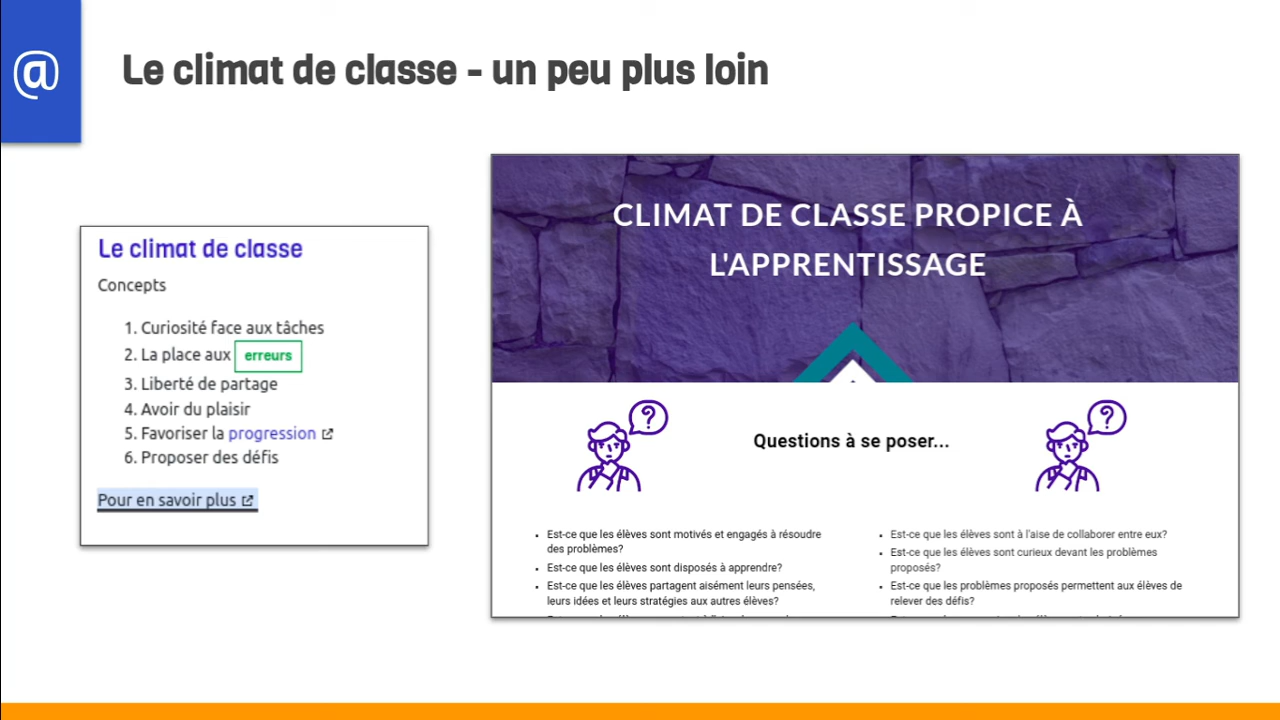 @
Le climat de classe - un peu plus loin
Le climat de classe
Concepts
1. Curiosité face aux tâches
2. La place aux erreurs
3. Liberté de partage
4. Avoir du plaisir
5. Favoriser la progression
6. Proposer des défis
Pour en savoir plus
CLIMAT DE CLASSE PROPICE À
L'APPRENTISSAGE
?
?
Questions à se poser...
• Est-ce que les élèves sont motivés et engagés à résoudre
des problèmes?
• Est-ce que les élèves sont disposés à apprendre?
• Est-ce que les élèves partagent aisément leurs pensées,
leurs idées et leurs stratégies aux autres élèves?
• Est-ce que les élèves sont à l'aise de collaborer entre eux?
• Est-ce que les élèves sont curieux devant les problèmes
proposés?
• Est-ce que les problèmes proposés permettent aux élèves de
relever des défis?